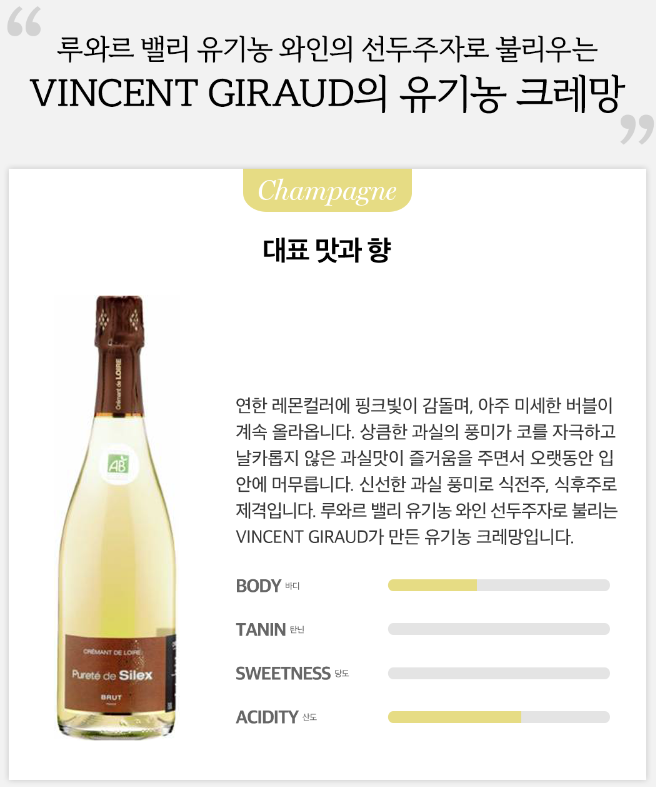 “
루와르 밸리 유기농 와인의 선두주자로 불리우는
VINCENT GIRAUD의 유기농 크레망
”
Champagne
대표 맛과 향
연한 레몬컬러에 핑크빛이 감돌며, 아주 미세한 버블이
계속 올라옵니다. 상큼한 과실의 풍미가 코를 자극하고
날카롭지 않은 과실맛이 즐거움을 주면서 오랫동안 입
안에 머무릅니다. 신선한 과실 풍미로 식전주, 식후주로
제격입니다. 루와르 밸리 유기농 와인 선두주자로 불리는
VINCENT GIRAUD가 만든 유기농 크레망입니다.
Crémant de LOIRE
AB
CRÉMANT DE LOIRE
Pureté de Silex
BRUT
BODY 바디
TANIN 탄닌
SWEETNESS 당도
ACIDITY 산도